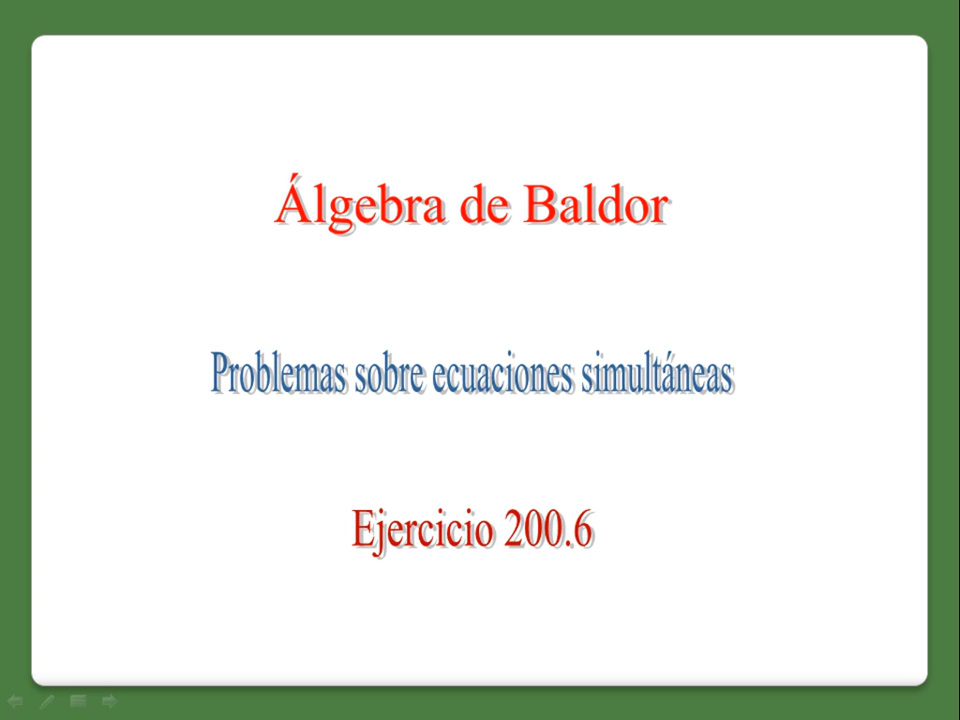 Álgebra de Baldor
Problemas sobre ecuaciones simultáneas
Ejercicio 200.6